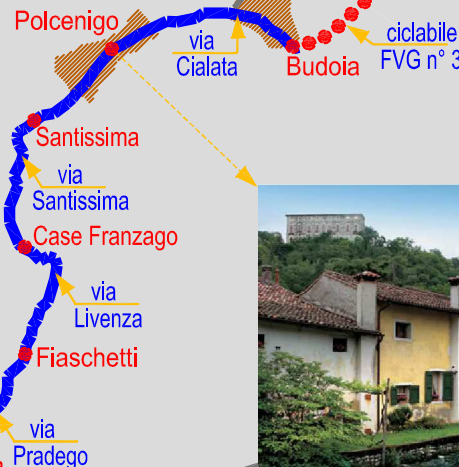 Polcenigo
via
Cialata
Budoia
ciclabile
FVG n° 3
Santissima
via
Santissima
Case Franzago
via
Livenza
Fiaschetti
via
Pradego